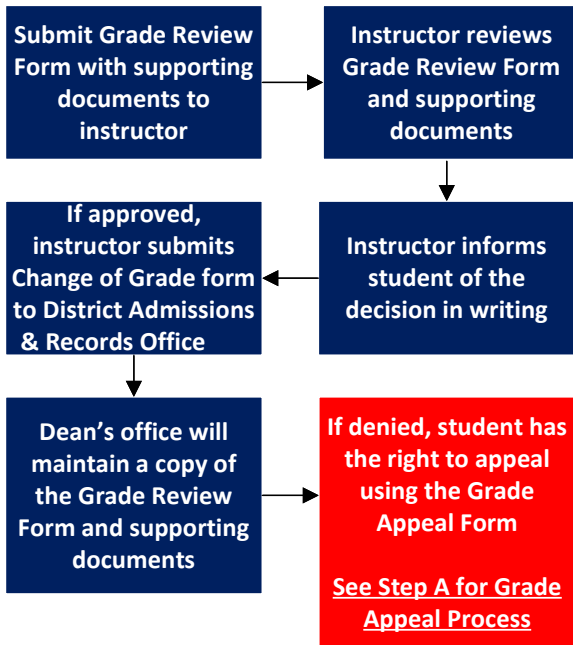 Submit Grade Review
Form with supporting
documents to
instructor
Instructor reviews
Grade Review Form
and supporting
documents
Instructor informs
student of the
decision in writing
If approved,
instructor submits
Change of Grade form
to District Admissions
& Records Office
Dean’s office will
maintain a copy of
the Grade Review
Form and supporting
documents
If denied, student has
the right to appeal
using the Grade
Appeal Form
See Step A for Grade
Appeal Process